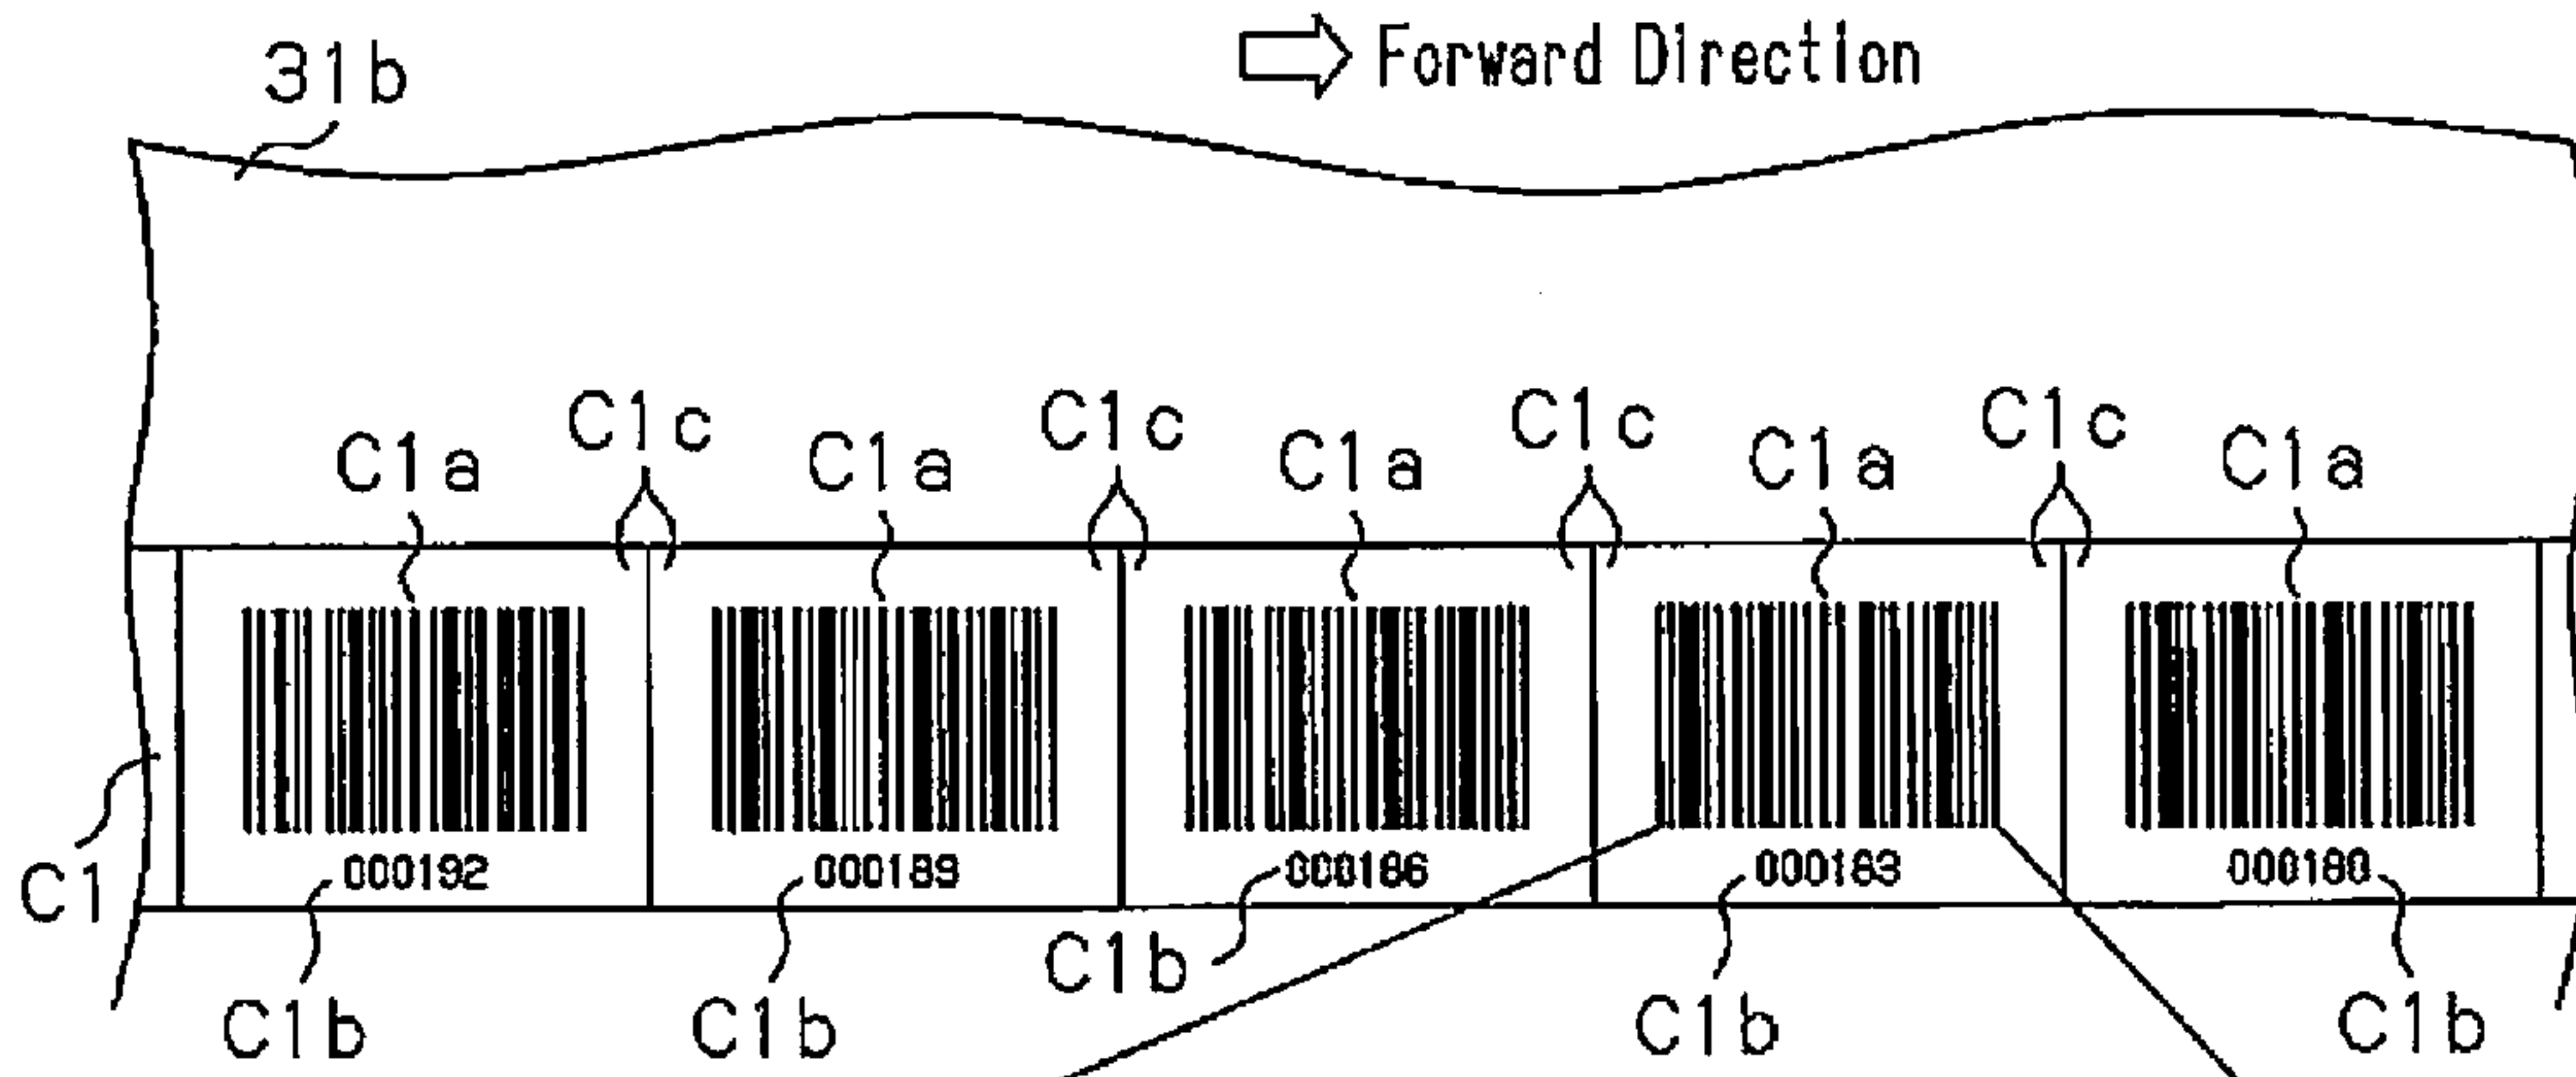 Forward Direction
31b
C1c C1c C1c C1c
C1a C1a C1a C1a C1a
000192 000189 000186 000183 000180
C1
C1b C1b C1b C1b C1b